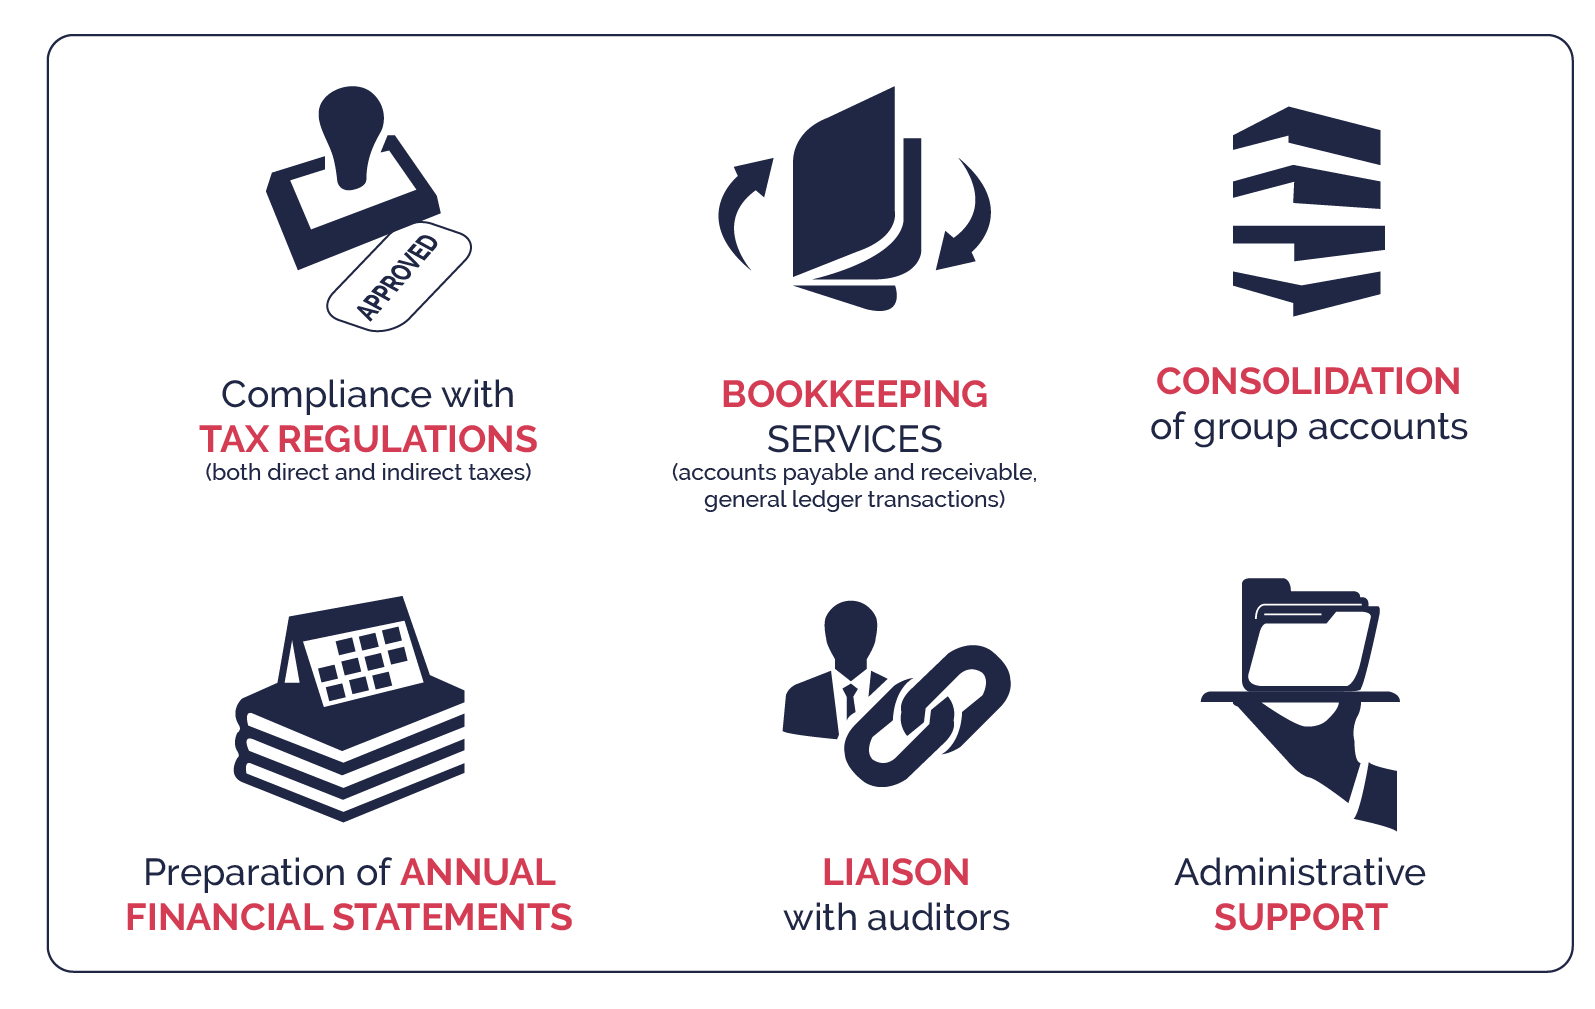 APPROVED
Compliance with
TAX REGULATIONS
(both direct and indirect taxes)
BOOKKEEPING
SERVICES
(accounts payable and receivable,
general ledger transactions)
CONSOLIDATION
of group accounts
Preparation of ANNUAL
FINANCIAL STATEMENTS
LIAISON
with auditors
Administrative
SUPPORT